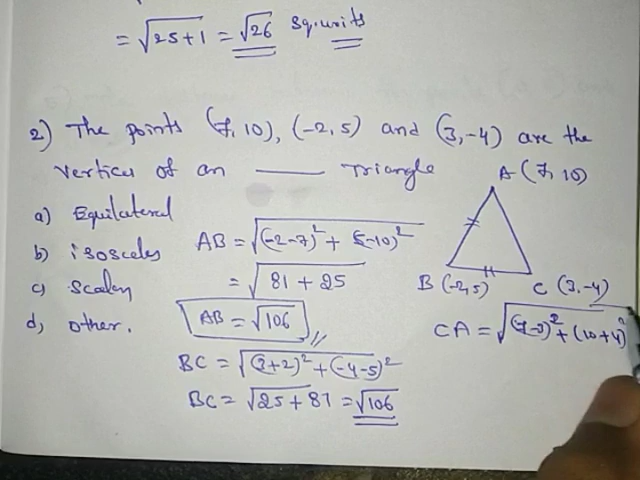 = √25+1 = √26 sq.units
2) The points (7, 10), (-2, 5) and (3, -4) are the
vertices of an ——— Triangle
A (7, 10)
a) Equilateral
b) isosceles
c) Scalen
d) other.
AB = √(-2-7)² + (5-10)²
= √81 + 25
AB = √106 //
BC = √(3+2)² + (-4-5)²
BC = √25 + 81 = √106
B (-2, 5)
C (3, -4)
CA = √(7-3)² + (10+4)²